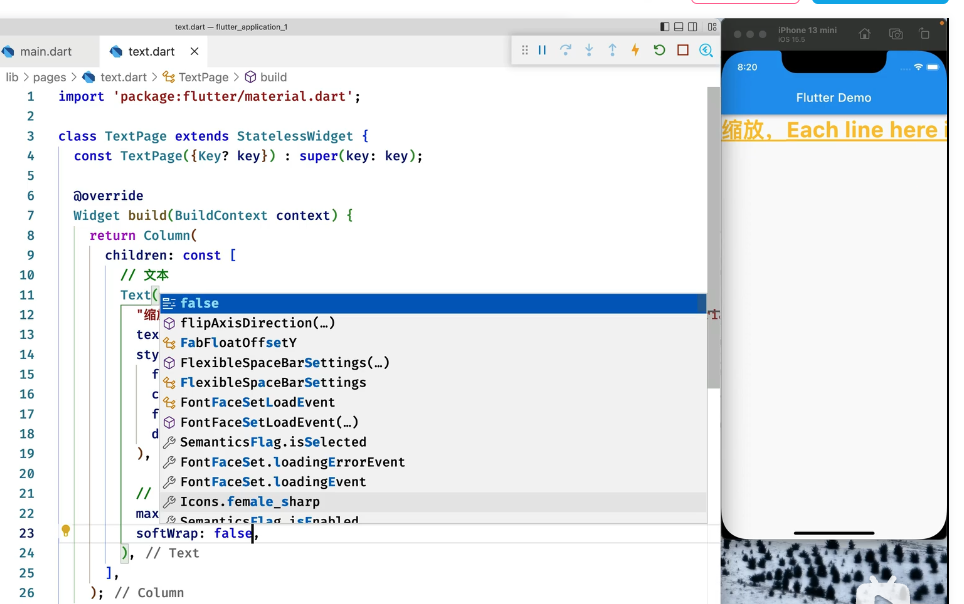 text.dart — flutter_application_1
main.dart
text.dart
lib > pages > text.dart > TextPage > build
1 import 'package:flutter/material.dart';
2
3 class TextPage extends StatelessWidget {
4 const TextPage({Key? key}) : super(key: key);
5
6 @override
7 Widget build(BuildContext context) {
8 return Column(
9 children: const [
10 // 文本
11 Text(
12 "缩
13 tex
14 sty
15 f
16 c
17 f
18 d
19 ),
20
21 //
22 max
23 softWrap: false,
24 ), // Text
25 ],
26 ); // Column
false
flipAxisDirection(…)
FabFloatOffsetY
FlexibleSpaceBarSettings(…)
FlexibleSpaceBarSettings
FontFaceSetLoadEvent
FontFaceSetLoadEvent(…)
SemanticsFlag.isSelected
FontFaceSet.loadingErrorEvent
FontFaceSet.loadingEvent
Icons.female_sharp
SemanticsFlag.isEnabled
iPhone 13 mini
iOS 15.5
8:20
Flutter Demo
缩放，Each line here i